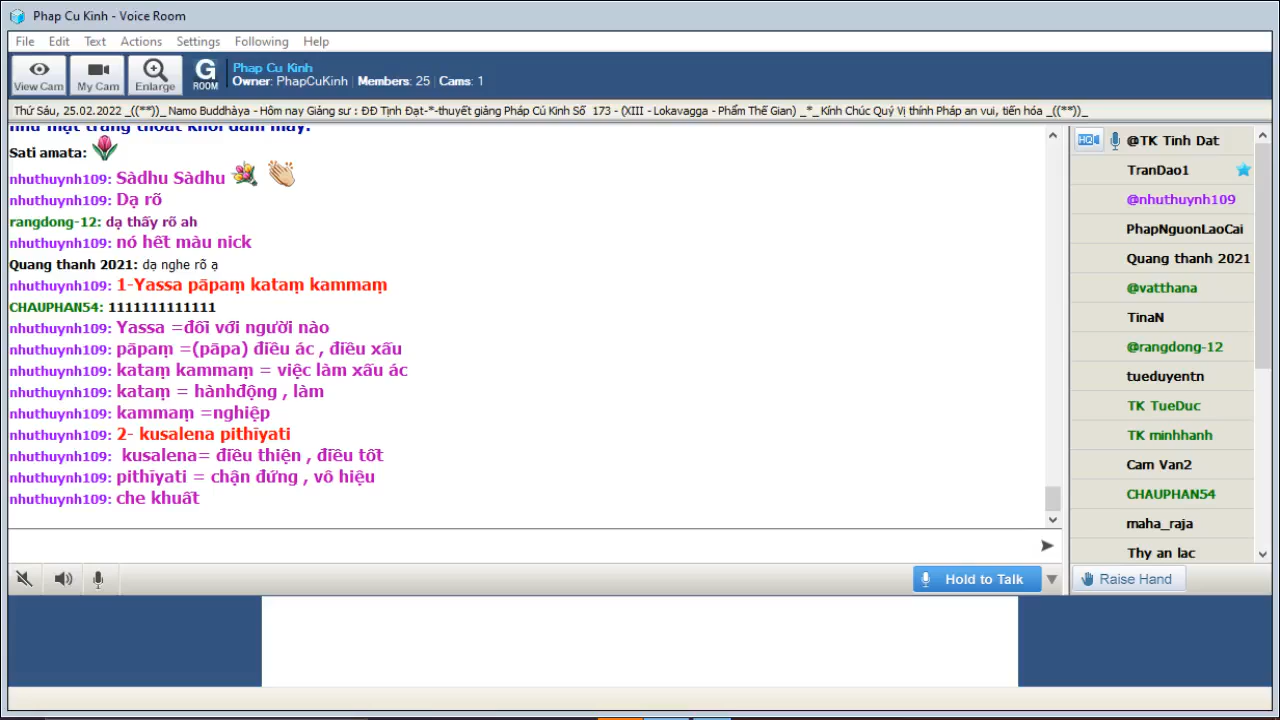 Phap Cu Kinh - Voice Room
File Edit Text Actions Settings Following Help
View Cam
My Cam
Enlarge
G ROOM
Phap Cu Kinh
Owner: PhapCuKinh | Members: 25 | Cams: 1
Thứ Sáu, 25.02.2022 _((**))_ Namo Buddhàya - Hôm nay Giảng sư : ĐĐ Tịnh Đạt-*-thuyết giảng Pháp Cú Kinh Số 173 - (XIII - Lokavagga - Phẩm Thế Gian) _*_ Kính Chúc Quý Vị thính Pháp an vui, tiến hóa _((**))_
như mặt trăng thoát khỏi đám mây.
Sati amata:
nhuthuynh109: Sàdhu Sàdhu
nhuthuynh109: Dạ rõ
rangdong-12: dạ thấy rõ ah
nhuthuynh109: nó hết màu nick
Quang thanh 2021: dạ nghe rõ ạ
nhuthuynh109: 1-Yassa pāpaṃ kataṃ kammaṃ
CHAUPHAN54: 1111111111111
nhuthuynh109: Yassa =đối với người nào
nhuthuynh109: pāpaṃ =(pāpa) điều ác , điều xấu
nhuthuynh109: kataṃ kammaṃ = việc làm xấu ác
nhuthuynh109: kataṃ = hànhđộng , làm
nhuthuynh109: kammaṃ =nghiệp
nhuthuynh109: 2- kusalena pithīyati
nhuthuynh109: kusalena= điều thiện , điều tốt
nhuthuynh109: pithīyati = chận đứng , vô hiệu
nhuthuynh109: che khuất
HQ @TK Tinh Dat
TranDao1
@nhuthuynh109
PhapNguonLaoCai
Quang thanh 2021
@vatthana
TinaN
@rangdong-12
tueduyentn
TK TueDuc
TK minhhanh
Cam Van2
CHAUPHAN54
maha_raja
Thy an lac
Hold to Talk
Raise Hand